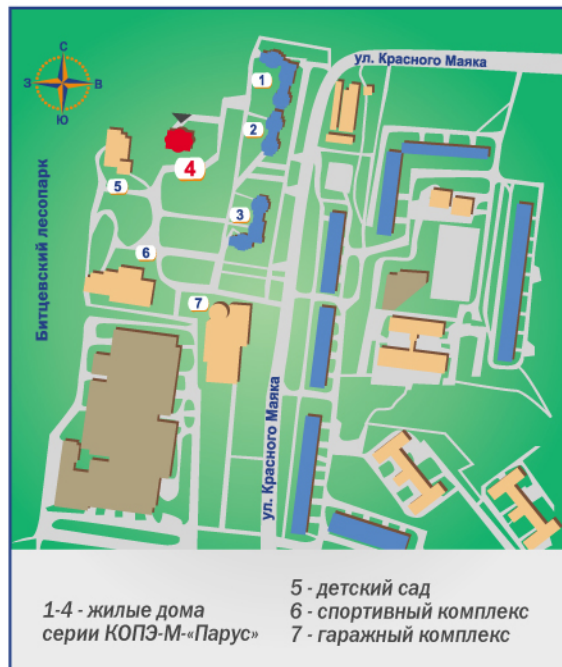 С
З
В
Ю
ул. Красного Маяка
1
2
4
5
3
6
7
Битцевский лесопарк
ул. Красного Маяка
1-4 - жилые дома
серии КОПЭ-М-«Парус»
5 - детский сад
6 - спортивный комплекс
7 - гаражный комплекс